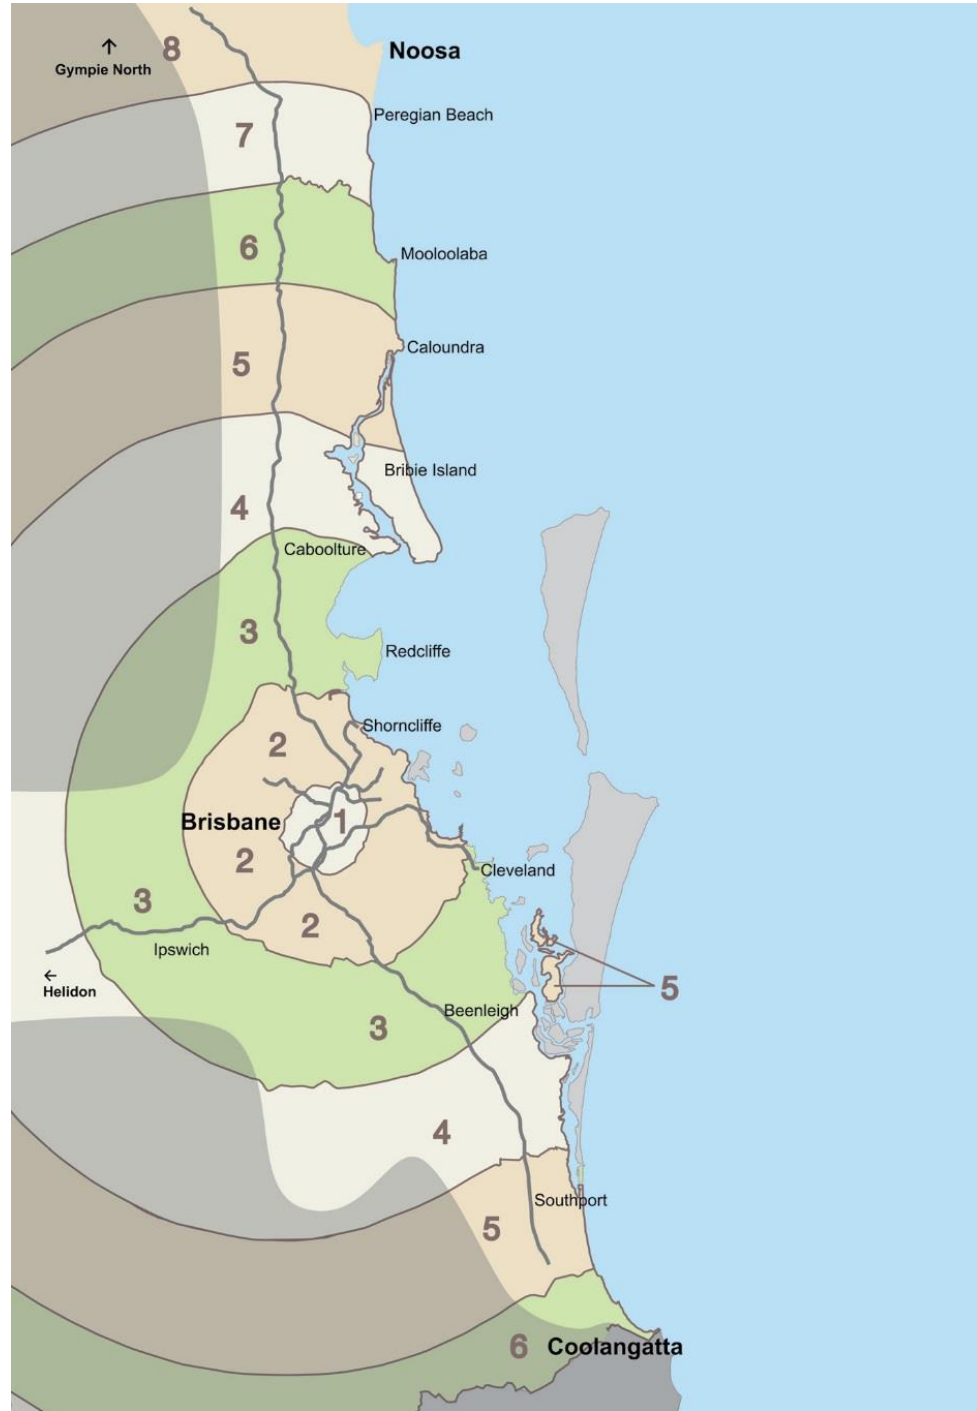 8
↑
Gympie North
Noosa
Peregian Beach
7
6
Mooloolaba
Caloundra
5
Bribie Island
4
Caboolture
3
Redcliffe
Shorncliffe
2
Brisbane
1
2
Cleveland
3
2
Ipswich
←
Helidon
5
Beenleigh
3
4
Southport
5
6
Coolangatta